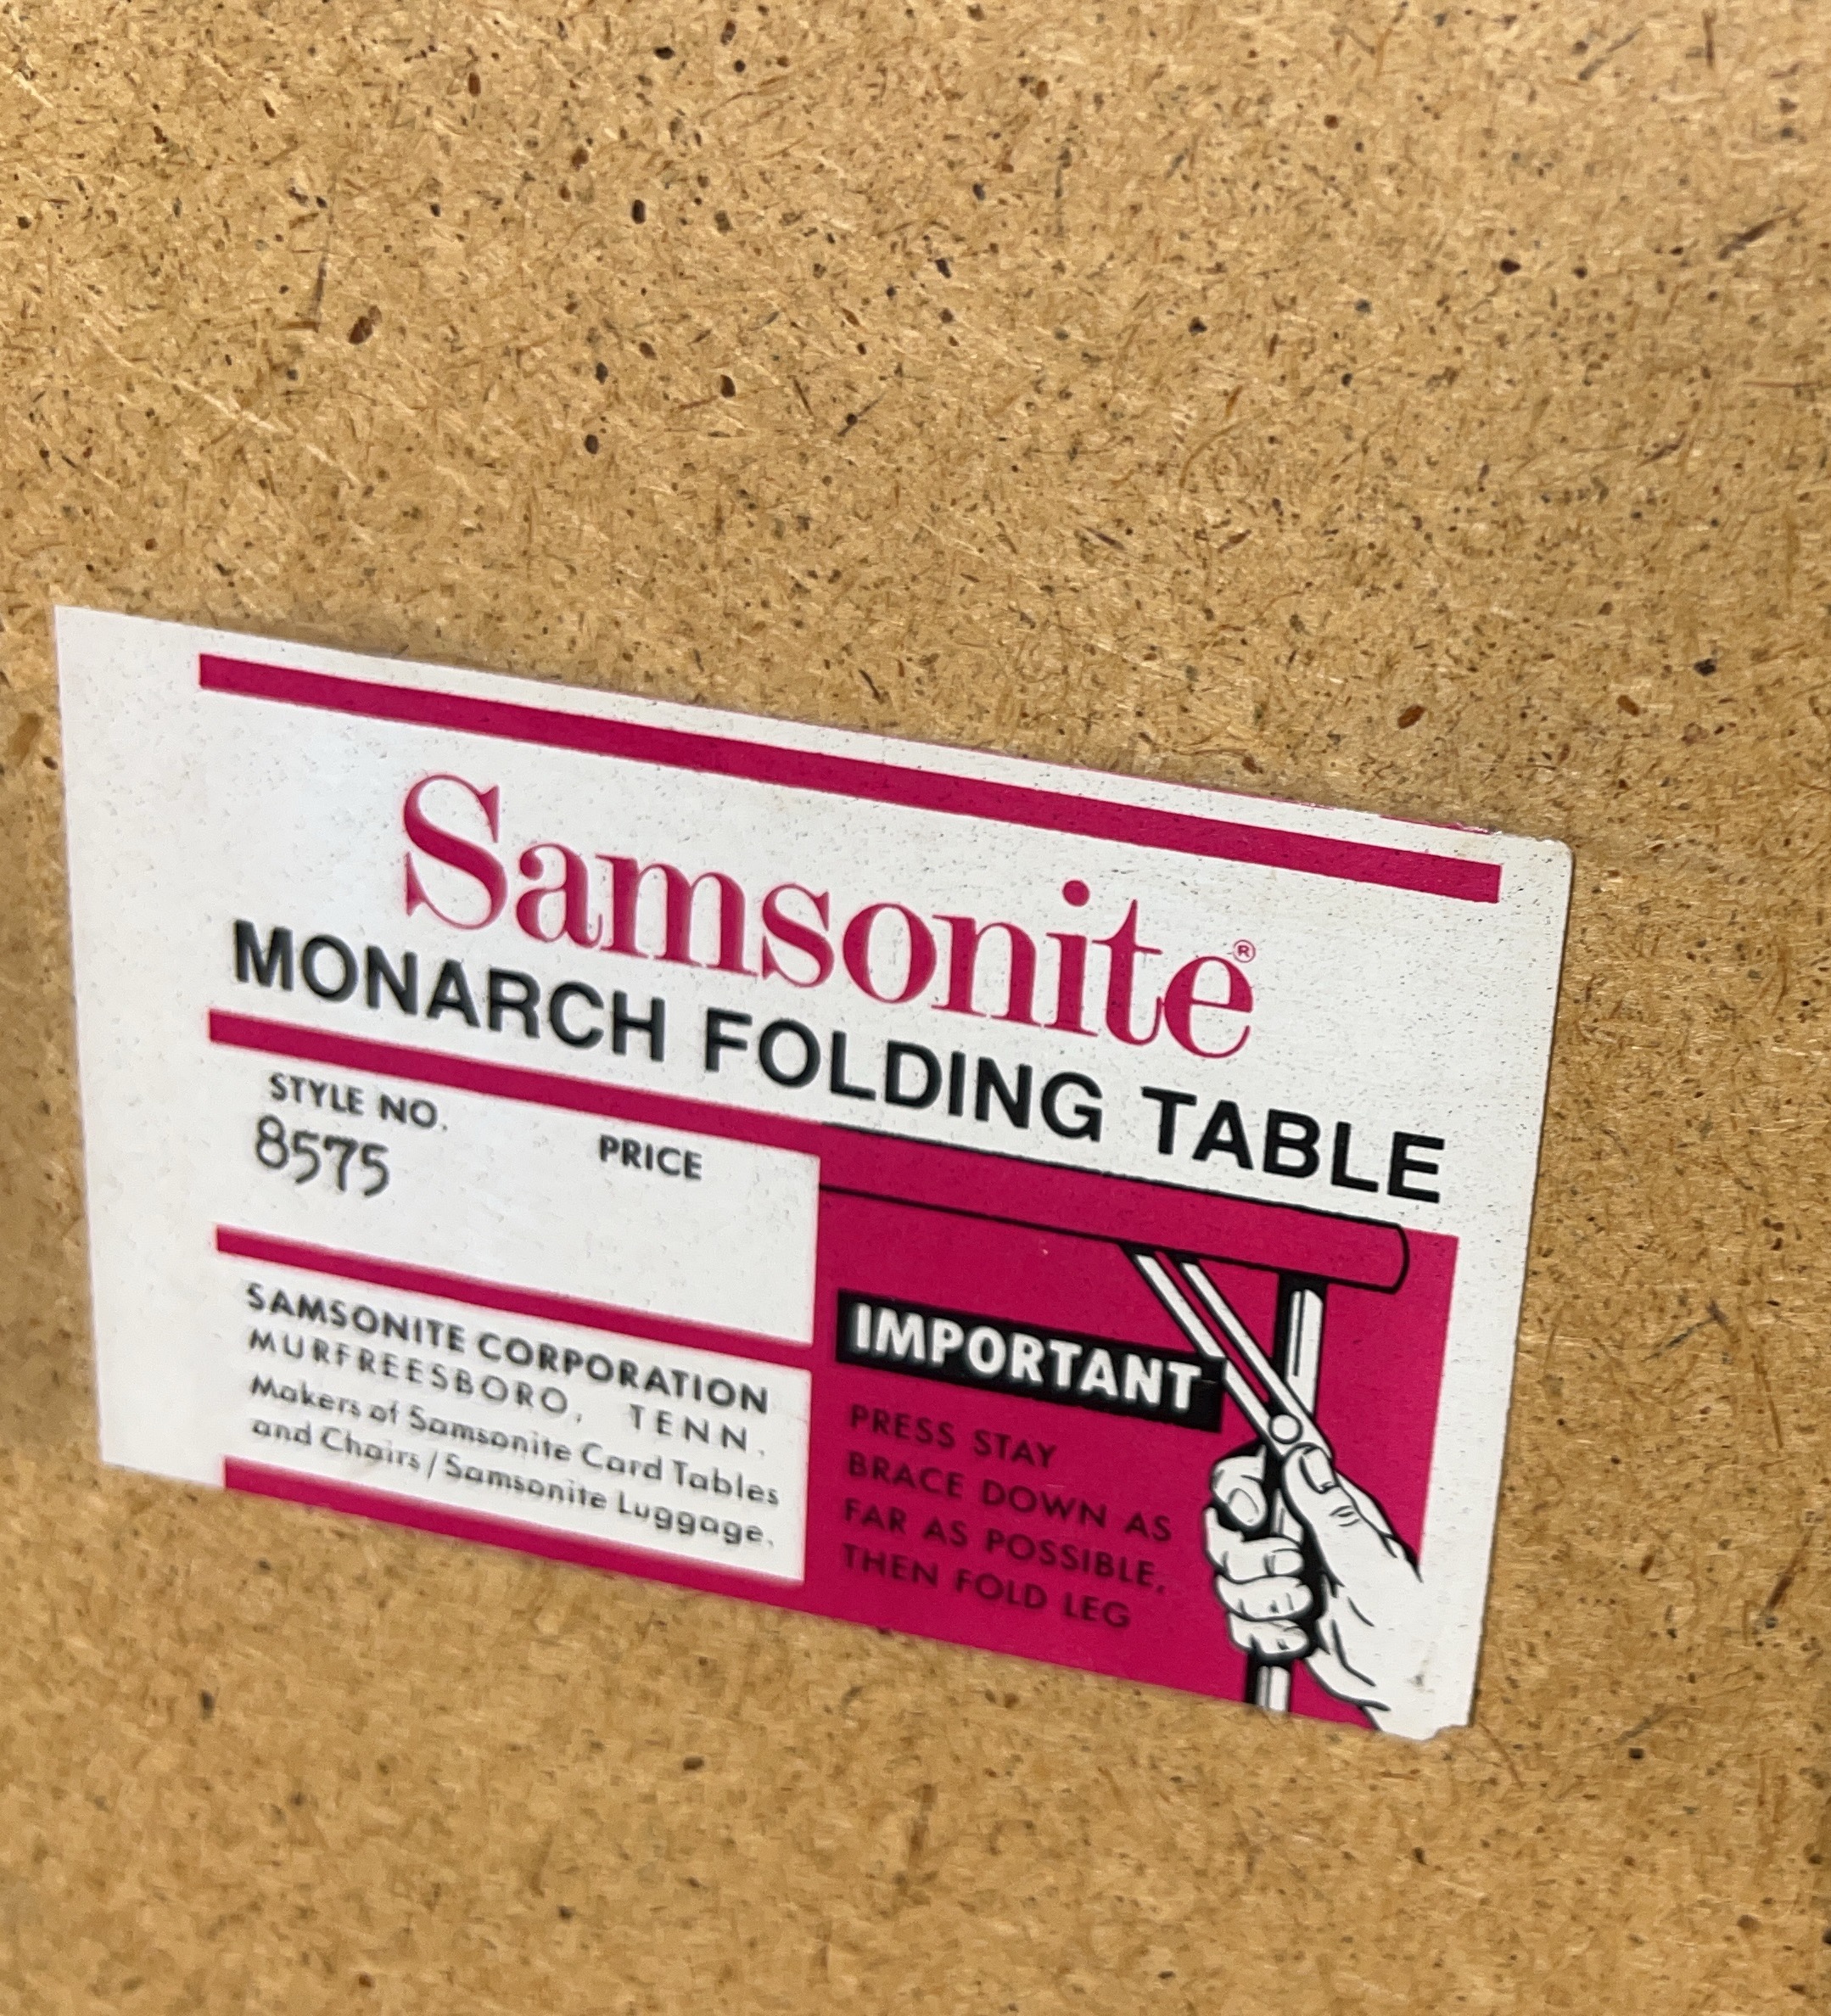 Samsonite®
MONARCH FOLDING TABLE
STYLE NO.
8575
PRICE
SAMSONITE CORPORATION
MURFREESBORO, TENN.
Makers of Samsonite Card Tables
and Chairs / Samsonite Luggage.
IMPORTANT
PRESS STAY
BRACE DOWN AS
FAR AS POSSIBLE,
THEN FOLD LEG